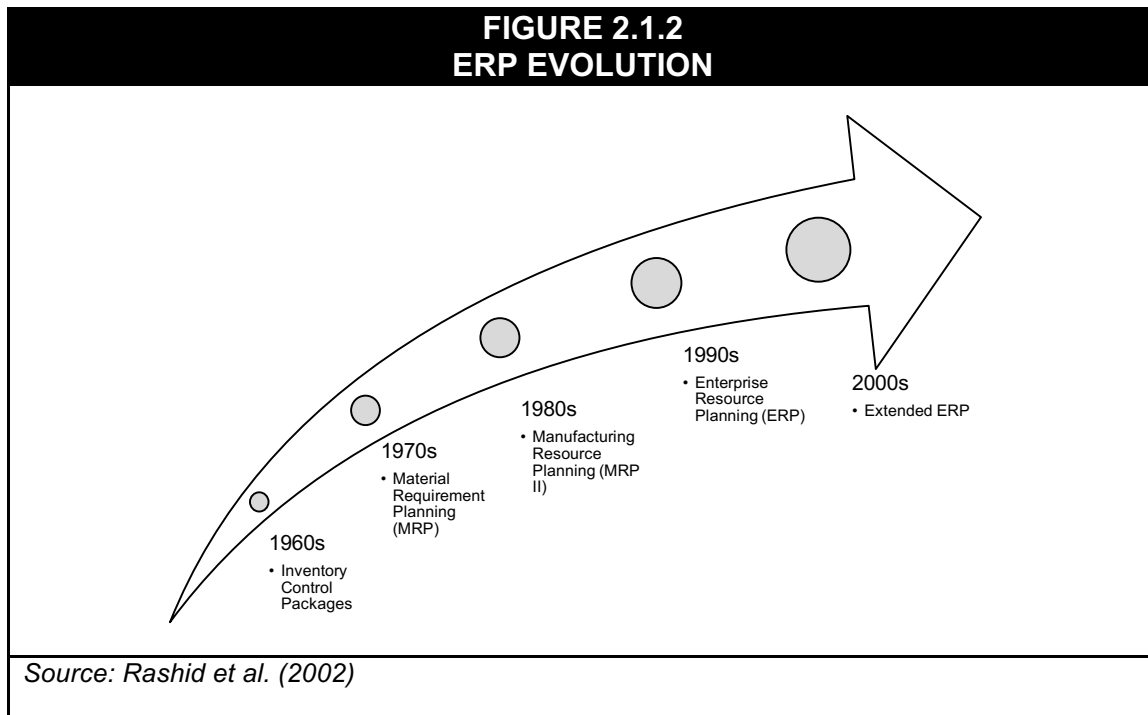 FIGURE 2.1.2
ERP EVOLUTION
1960s
• Inventory
Control
Packages
1970s
• Material
Requirement
Planning
(MRP)
1980s
• Manufacturing
Resource
Planning (MRP
II)
1990s
• Enterprise
Resource
Planning (ERP)
2000s
• Extended ERP
Source: Rashid et al. (2002)